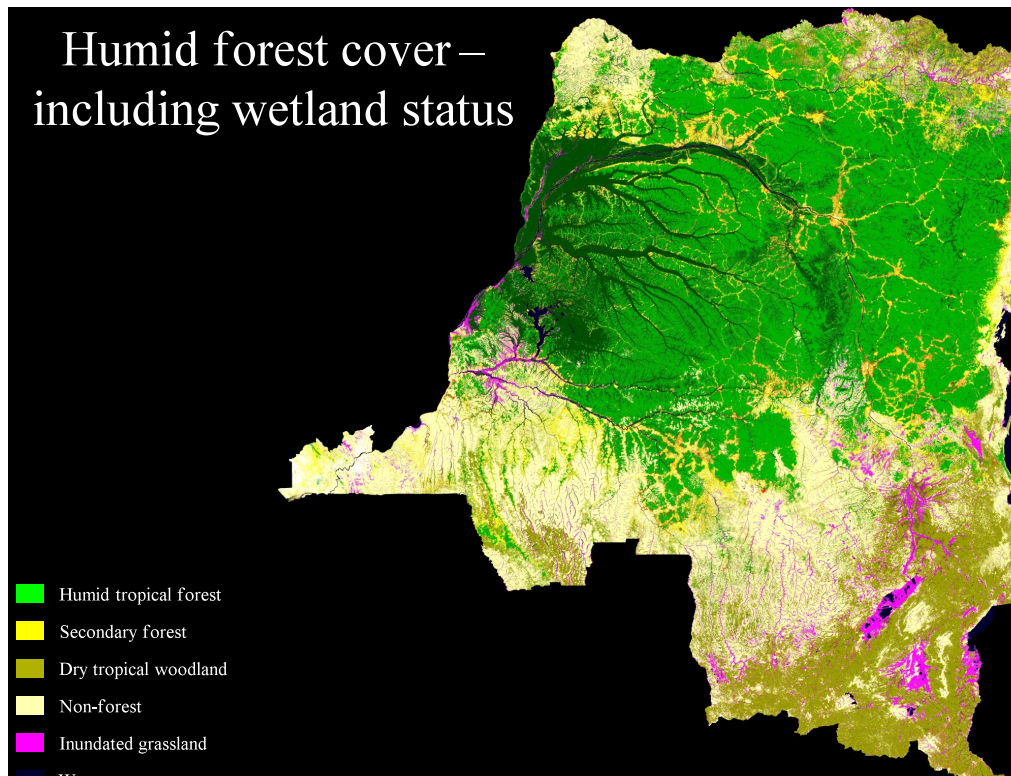 Humid forest cover –
including wetland status
Humid tropical forest
Secondary forest
Dry tropical woodland
Non-forest
Inundated grassland